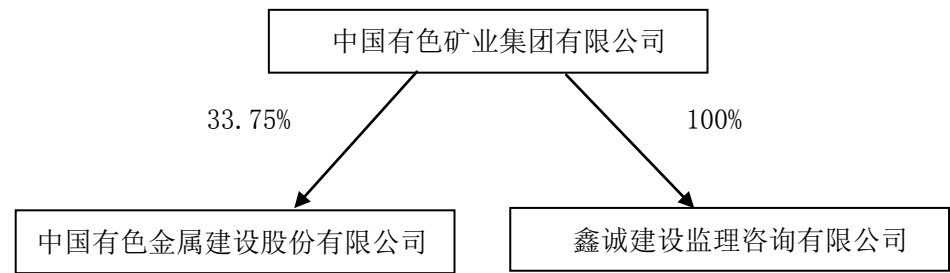 中国有色矿业集团有限公司
33.75%
100%
中国有色金属建设股份有限公司
鑫诚建设监理咨询有限公司